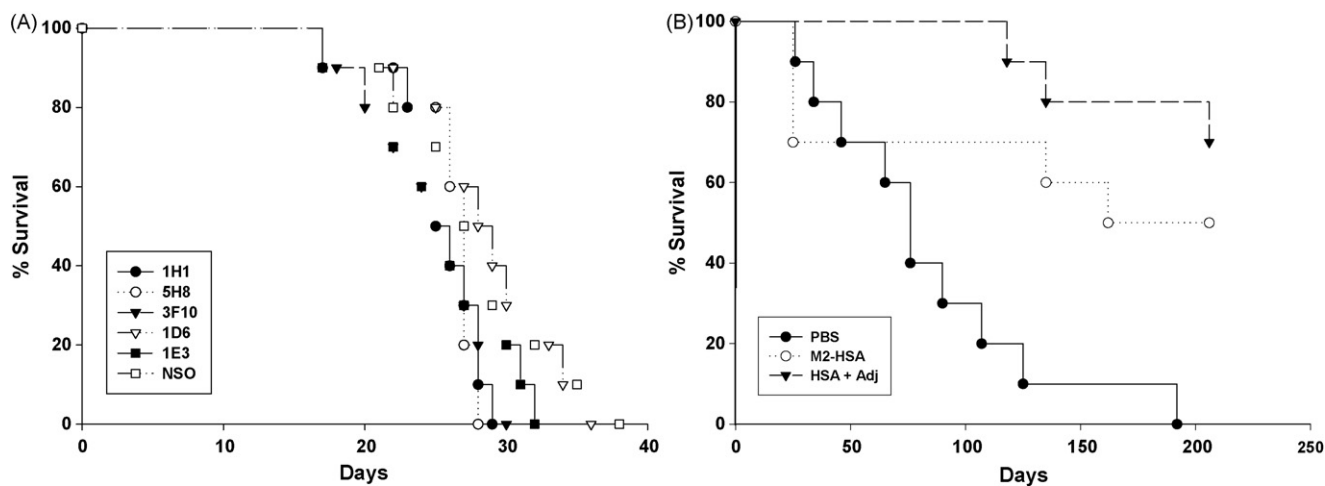 (A)
100
80
60
40
20
0
% Survival
1H1
5H8
3F10
1D6
1E3
NSO
0 10 20 30 40
Days
(B)
100
80
60
40
20
0
% Survival
PBS
M2-HSA
HSA + Adj
0 50 100 150 200 250
Days